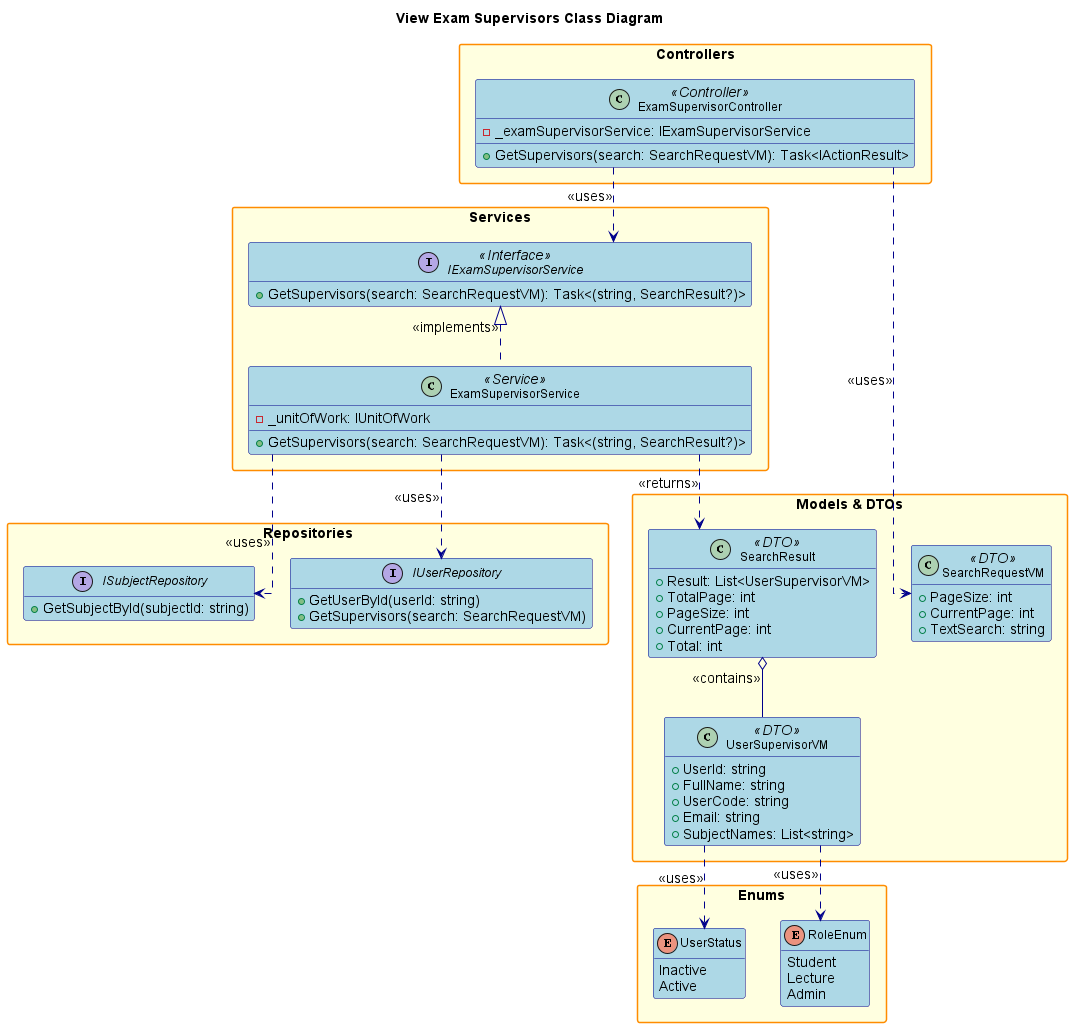 View Exam Supervisors Class Diagram
Controllers
C
«Controller»
ExamSupervisorController
_examSupervisorService: IExamSupervisorService
GetSupervisors(search: SearchRequestVM): Task<IActionResult>
«uses»
Services
I
«Interface»
IExamSupervisorService
GetSupervisors(search: SearchRequestVM): Task<(string, SearchResult?)>
«implements»
C
«Service»
ExamSupervisorService
_unitOfWork: IUnitOfWork
GetSupervisors(search: SearchRequestVM): Task<(string, SearchResult?)>
«uses»
«returns»
«uses»
«uses»
Repositories
I
ISubjectRepository
GetSubjectById(subjectId: string)
I
IUserRepository
GetUserById(userId: string)
GetSupervisors(search: SearchRequestVM)
Models & DTOs
C
«DTO»
SearchResult
Result: List<UserSupervisorVM>
TotalPage: int
PageSize: int
CurrentPage: int
Total: int
C
«DTO»
SearchRequestVM
PageSize: int
CurrentPage: int
TextSearch: string
«contains»
C
«DTO»
UserSupervisorVM
UserId: string
FullName: string
UserCode: string
Email: string
SubjectNames: List<string>
«uses»
«uses»
Enums
E
UserStatus
Inactive
Active
E
RoleEnum
Student
Lecture
Admin